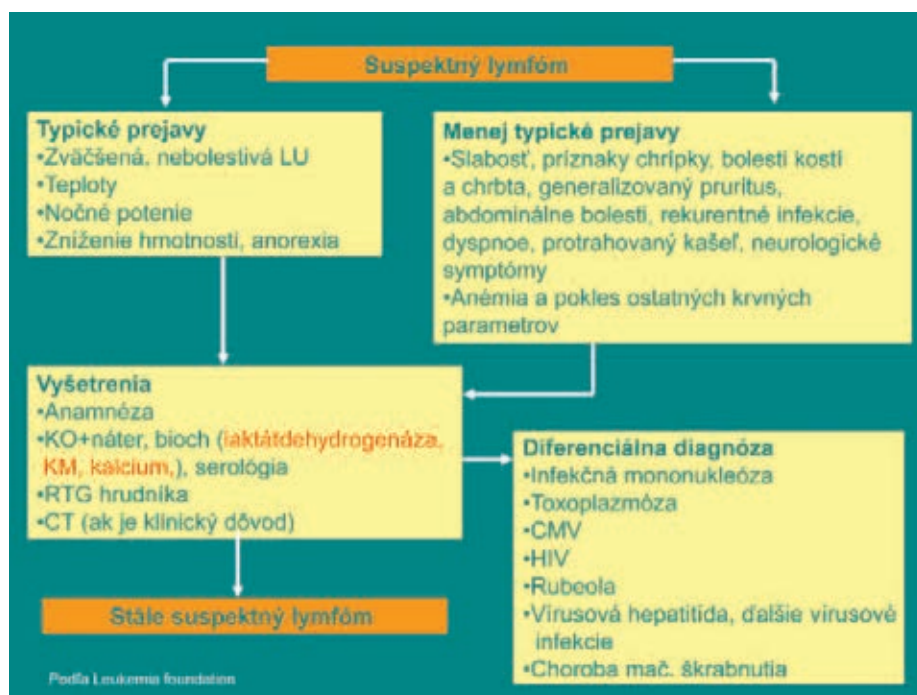 Suspektný lymfóm
Typické prejavy
•Zväčšená, nebolestivá LU
•Teploty
•Nočné potenie
•Zníženie hmotnosti, anorexia
Menej typické prejavy
•Slabosť, príznaky chrípky, bolesti kostí
a chrbta, generalizovaný pruritus,
abdominálne bolesti, rekurentné infekcie,
dyspnoe, protrahovaný kašeľ, neurologické
symptómy
•Anémia a pokles ostatných krvných
parametrov
Vyšetrenia
•Anamnéza
•KO+náter, bioch (laktátdehydrogenáza,
KM, kalcium,), serológia
•RTG hrudníka
•CT (ak je klinický dôvod)
Diferenciálna diagnóza
•Infekčná mononukleóza
•Toxoplazmóza
•CMV
•HIV
•Rubeola
•Vírusová hepatitída, ďalšie vírusové
infekcie
•Choroba mač. škrabnutia
Stále suspektný lymfóm
Podľa Leukemia foundation